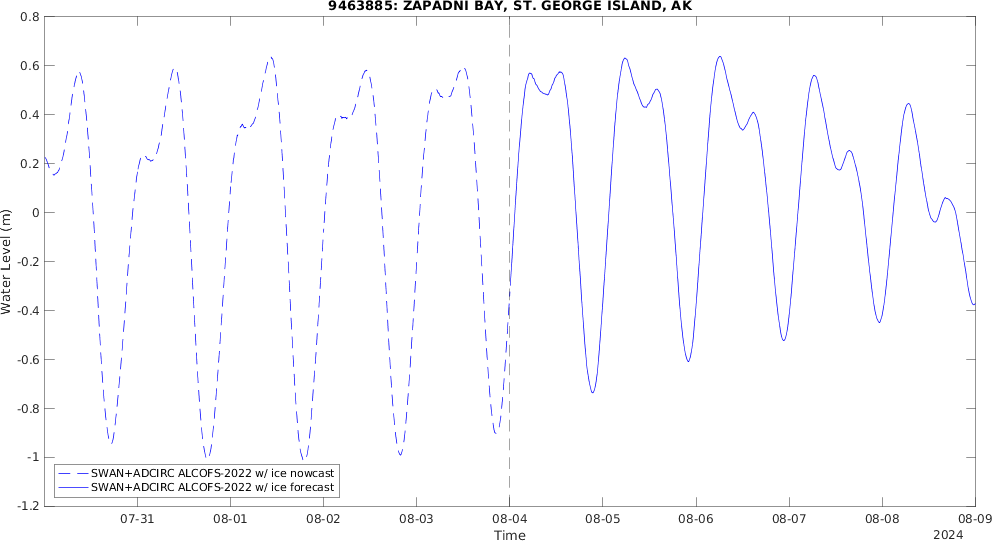 9463885: ZAPADNI BAY, ST. GEORGE ISLAND, AK
0.8
0.6
0.4
0.2
0
-0.2
-0.4
-0.6
-0.8
-1
-1.2
Water Level (m)
SWAN+ADCIRC ALCOFS-2022 w/ ice nowcast
SWAN+ADCIRC ALCOFS-2022 w/ ice forecast
07-31 08-01 08-02 08-03 08-04 08-05 08-06 08-07 08-08 08-09
Time
2024